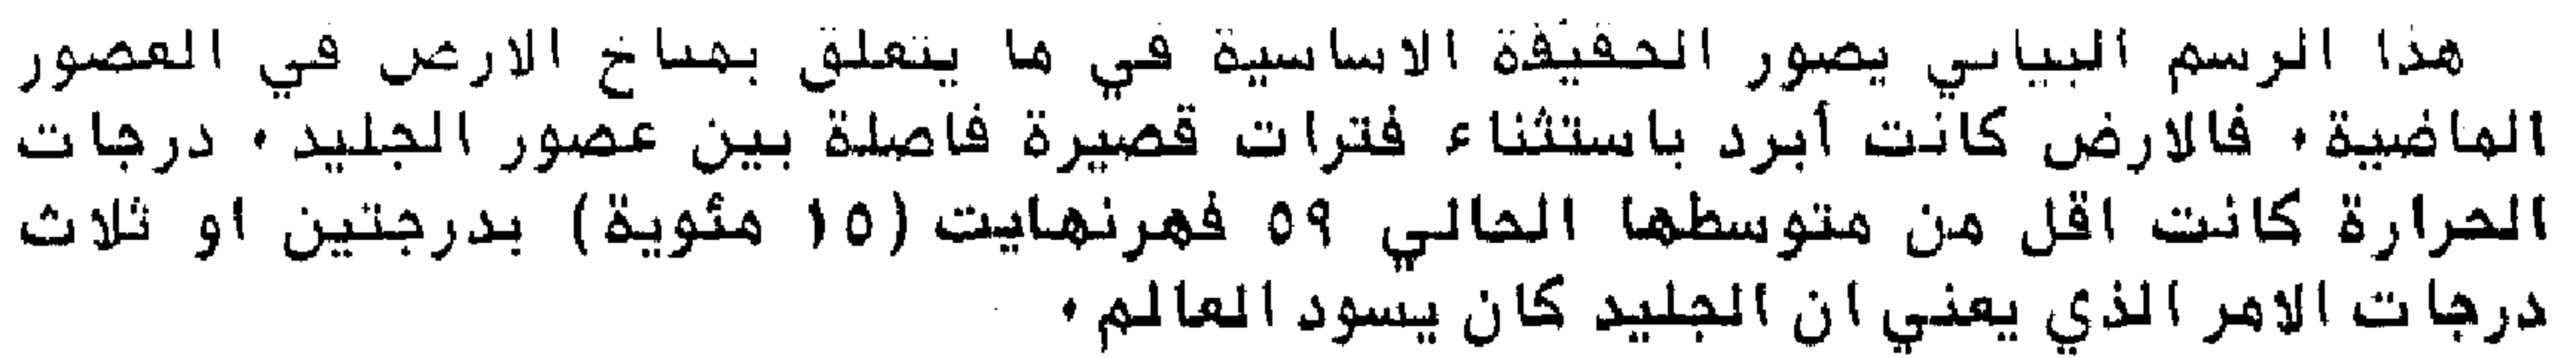 هذا الرسم البياني يصور الحقيقة الاساسية في ما يتعلق بمناخ الارض في العصور
الماضية. فالارض كانت أبرد باستثناء فترات قصيرة فاصلة بين عصور الجليد. درجات
الحرارة كانت اقل من متوسطها الحالي ٥٩ فهرنهايت (١٥ مئوية) بدرجتين او ثلاث
درجات الامر الذي يعني ان الجليد كان يسود العالم.